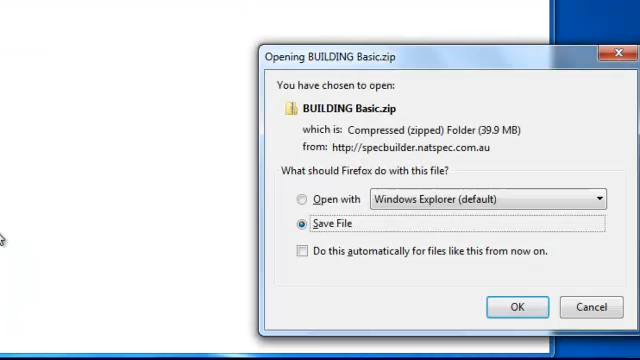 Opening BUILDING Basic.zip
You have chosen to open:
BUILDING Basic.zip
which is: Compressed (zipped) Folder (39.9 MB)
from: http://specbuilder.natspec.com.au
What should Firefox do with this file?
Open with Windows Explorer (default)
Save File
Do this automatically for files like this from now on.
OK Cancel